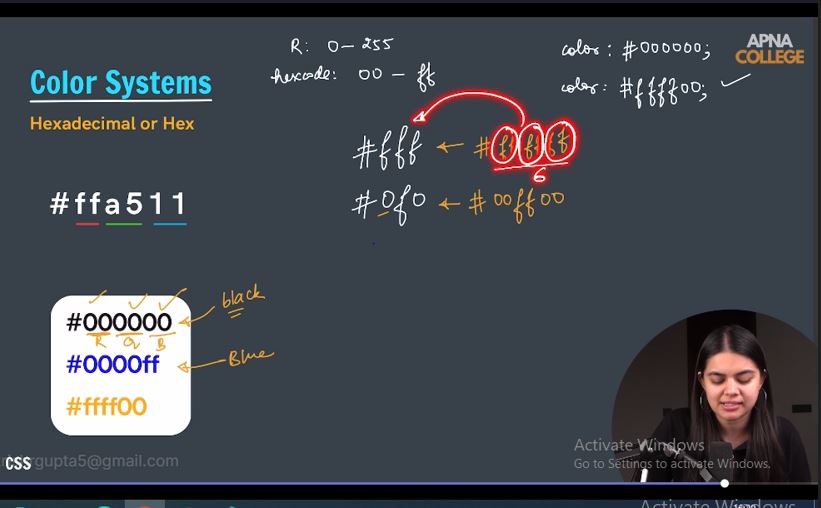 R: 0-255
hexcode: 00 - ff
color: #000000;
color: #ffff00;
APNA
COLLEGE
Color Systems
Hexadecimal or Hex
#fff ← #ffffff
6
#0f0 ← #00ff00
#ffa511
#000000
R G B
black
#0000ff
Blue
#ffff00
Activate Windows
Go to Settings to activate Windows.
CSS
gupta5@gmail.com
Activate Windows